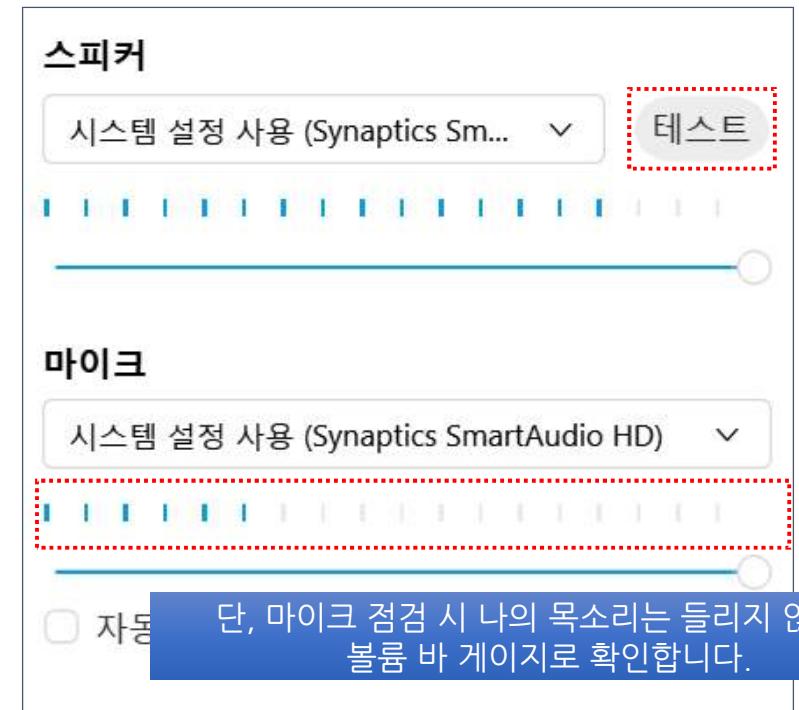 스피커
시스템 설정 사용 (Synaptics Sm...
테스트
마이크
시스템 설정 사용 (Synaptics SmartAudio HD)
단, 마이크 점검 시 나의 목소리는 들리지
볼륨 바 게이지로 확인합니다.